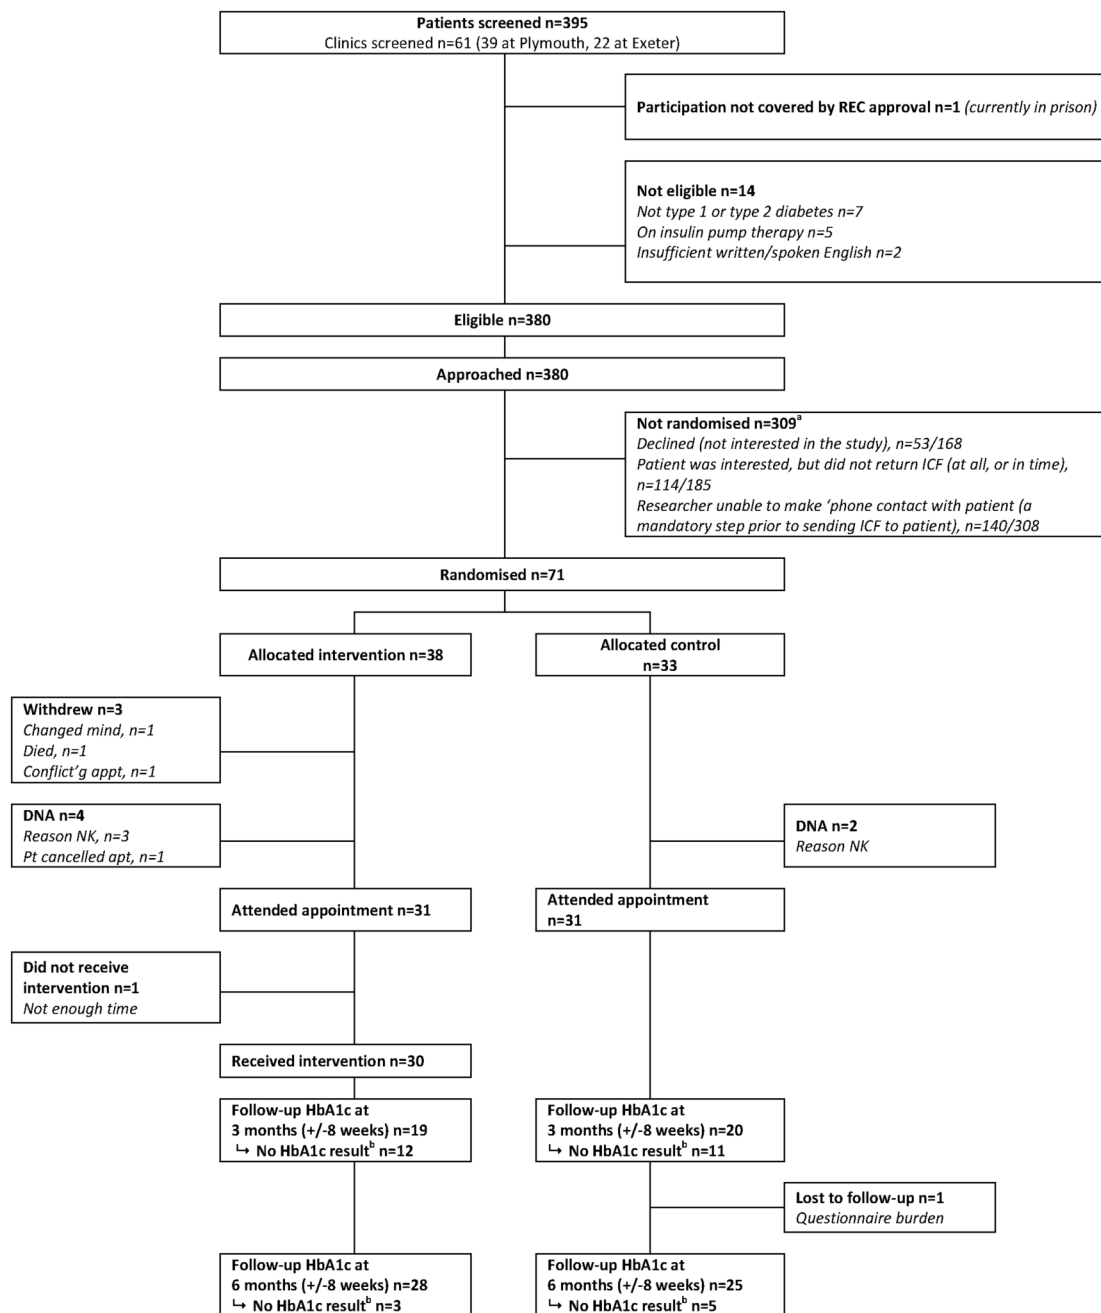 Patients screened n=395
Clinics screened n=61 (39 at Plymouth, 22 at Exeter)
Participation not covered by REC approval n=1 (currently in prison)
Not eligible n=14
Not type 1 or type 2 diabetes n=7
On insulin pump therapy n=5
Insufficient written/spoken English n=2
Eligible n=380
Approached n=380
Not randomised n=309ᵃ
Declined (not interested in the study), n=53/168
Patient was interested, but did not return ICF (at all, or in time),
n=114/185
Researcher unable to make ‘phone contact with patient (a
mandatory step prior to sending ICF to patient), n=140/308
Randomised n=71
Allocated intervention n=38
Allocated control
n=33
Withdrew n=3
Changed mind, n=1
Died, n=1
Conflict’g appt, n=1
DNA n=4
Reason NK, n=3
Pt cancelled apt, n=1
DNA n=2
Reason NK
Attended appointment n=31
Attended appointment
n=31
Did not receive
intervention n=1
Not enough time
Received intervention n=30
Follow-up HbA1c at
3 months (+/-8 weeks) n=19
↳ No HbA1c resultᵇ n=12
Follow-up HbA1c at
3 months (+/-8 weeks) n=20
↳ No HbA1c resultᵇ n=11
Lost to follow-up n=1
Questionnaire burden
Follow-up HbA1c at
6 months (+/-8 weeks) n=28
↳ No HbA1c resultᵇ n=3
Follow-up HbA1c at
6 months (+/-8 weeks) n=25
↳ No HbA1c resultᵇ n=5